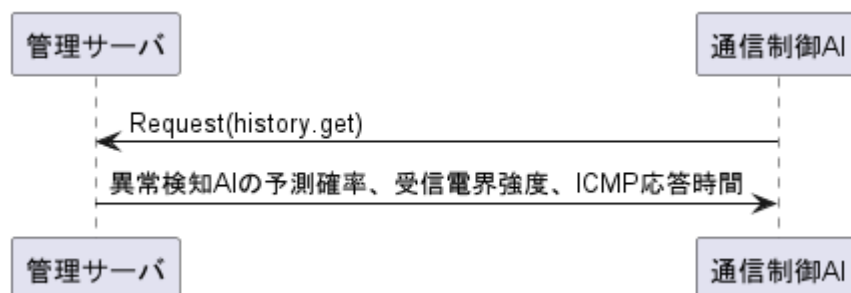 管理サーバ
通信制御AI
Request(history.get)
異常検知AIの予測確率、受信電界強度、ICMP応答時間
管理サーバ
通信制御AI